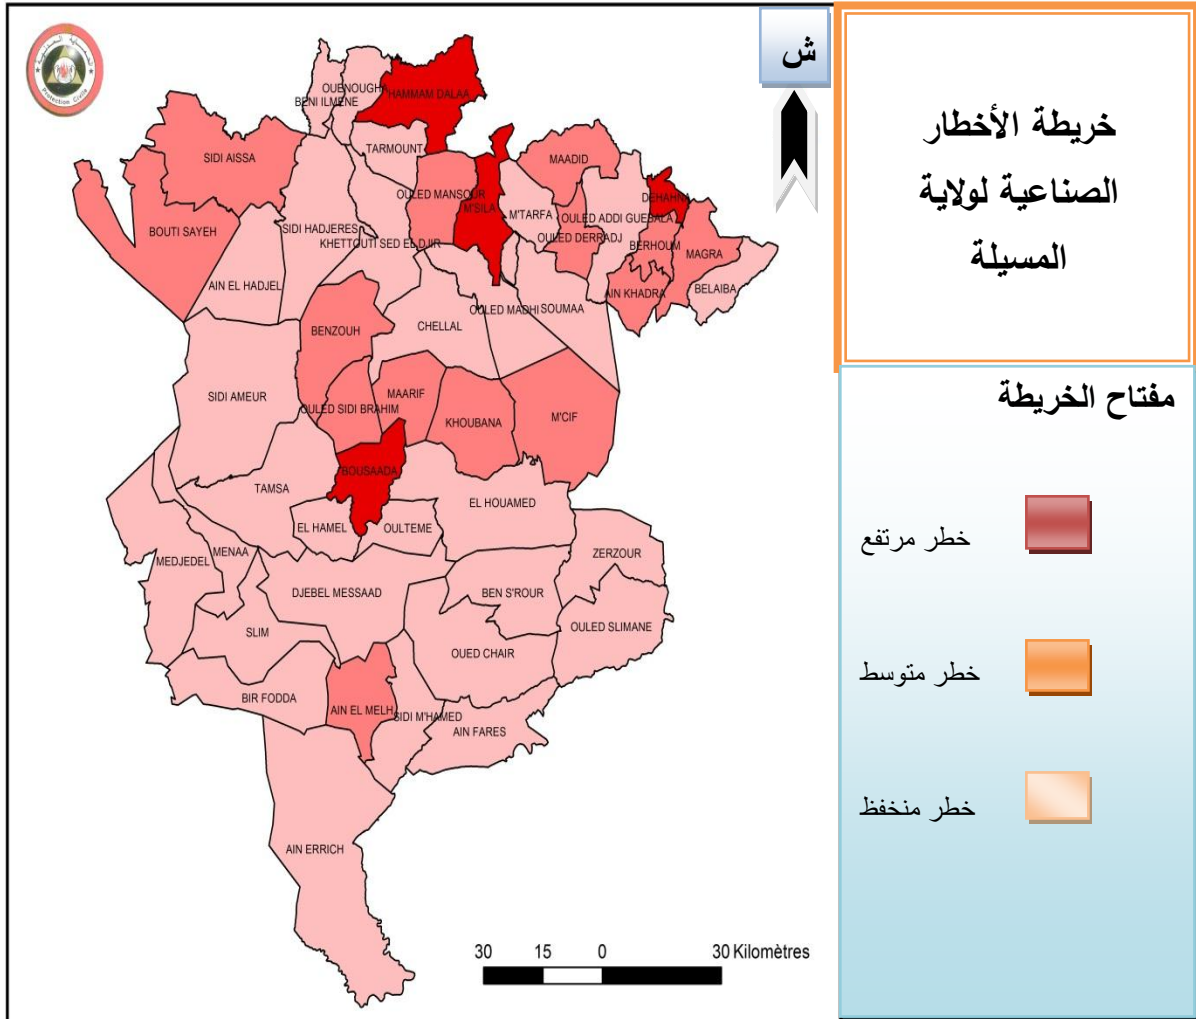 ش
خريطة الأخطار
الصناعية لولاية
المسيلة
مفتاح الخريطة
خطر مرتفع
خطر متوسط
خطر منخفظ
Protection Civile
OUENOUGHA
BENI ILMENE
HAMMAM DALAA
TARMOUNT
SIDI AISSA
MAADID
OULED MANSOUR
M'SILA
DEHAHNA
M'TARFA
OULED ADDI GUEBALA
BOUTI SAYEH
SIDI HADJERES
KHETTOUTI SED EL DJIR
OULED DERRADJ
BERHOUM
MAGRA
AIN EL HADJEL
AIN KHADRA
BELAIBA
OULED MADHI
SOUMAA
BENZOUH
CHELLAL
SIDI AMEUR
MAARIF
OULED SIDI BRAHIM
KHOUBANA
M'CIF
BOUSAADA
TAMSA
EL HOUAMED
EL HAMEL
OULTEME
MENAA
MEDJEDEL
ZERZOUR
DJEBEL MESSAAD
BEN S'ROUR
SLIM
OULED SLIMANE
OUED CHAIR
BIR FODDA
AIN EL MELH
SIDI M'HAMED
AIN FARES
AIN ERRICH
30 15 0 30 Kilomètres